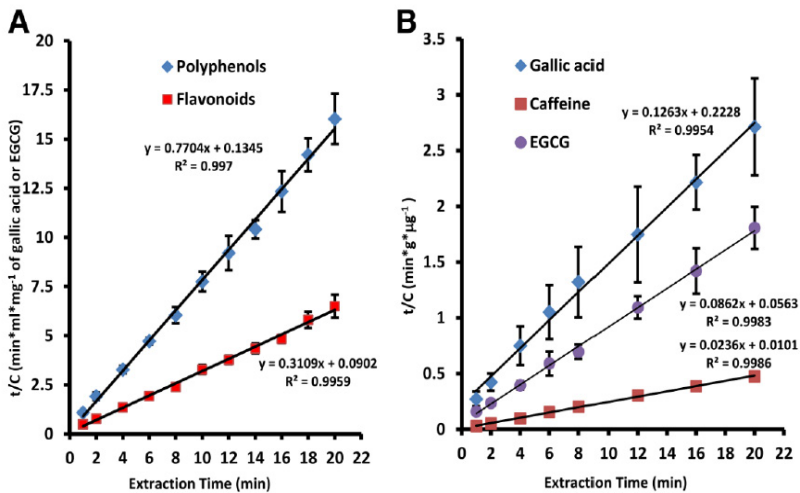 A
t/C (min*ml*mg⁻¹ of gallic acid or EGCG)
20
17.5
15
12.5
10
7.5
5
2.5
0
Polyphenols
Flavonoids
y = 0.7704x + 0.1345
R² = 0.997
y = 0.3109x + 0.0902
R² = 0.9959
0 2 4 6 8 10 12 14 16 18 20 22
Extraction Time (min)
B
t/C (min*g*µg⁻¹)
3.5
3
2.5
2
1.5
1
0.5
0
Gallic acid
Caffeine
EGCG
y = 0.1263x + 0.2228
R² = 0.9954
y = 0.0862x + 0.0563
R² = 0.9983
y = 0.0236x + 0.0101
R² = 0.9986
0 2 4 6 8 10 12 14 16 18 20 22
Extraction Time (min)